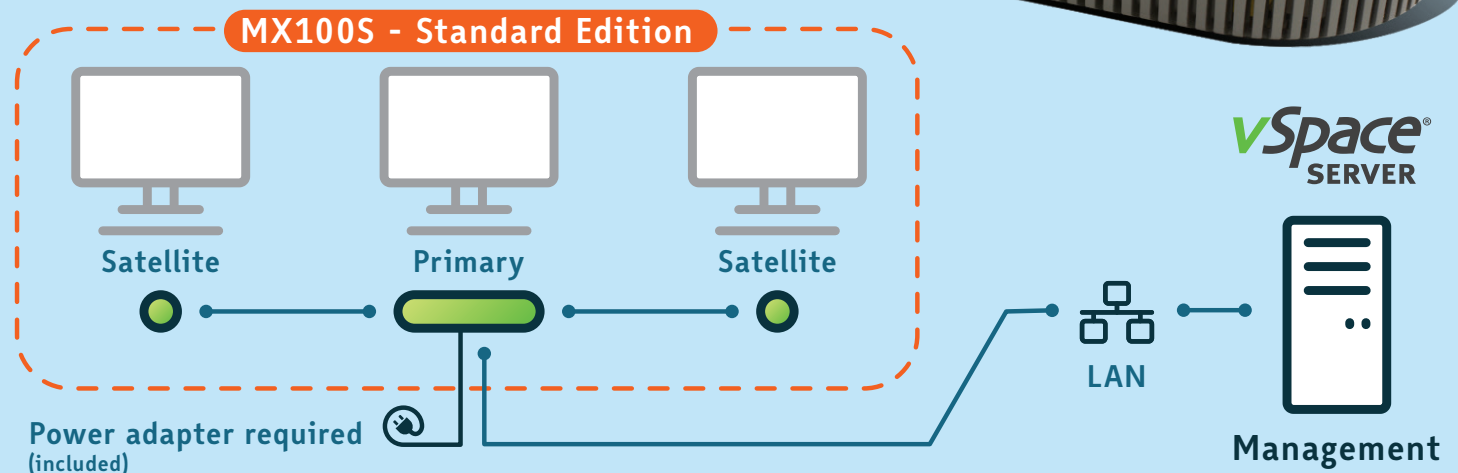 MX100S - Standard Edition
vSpace®
SERVER
Satellite
Primary
Satellite
LAN
Power adapter required
(included)
Management